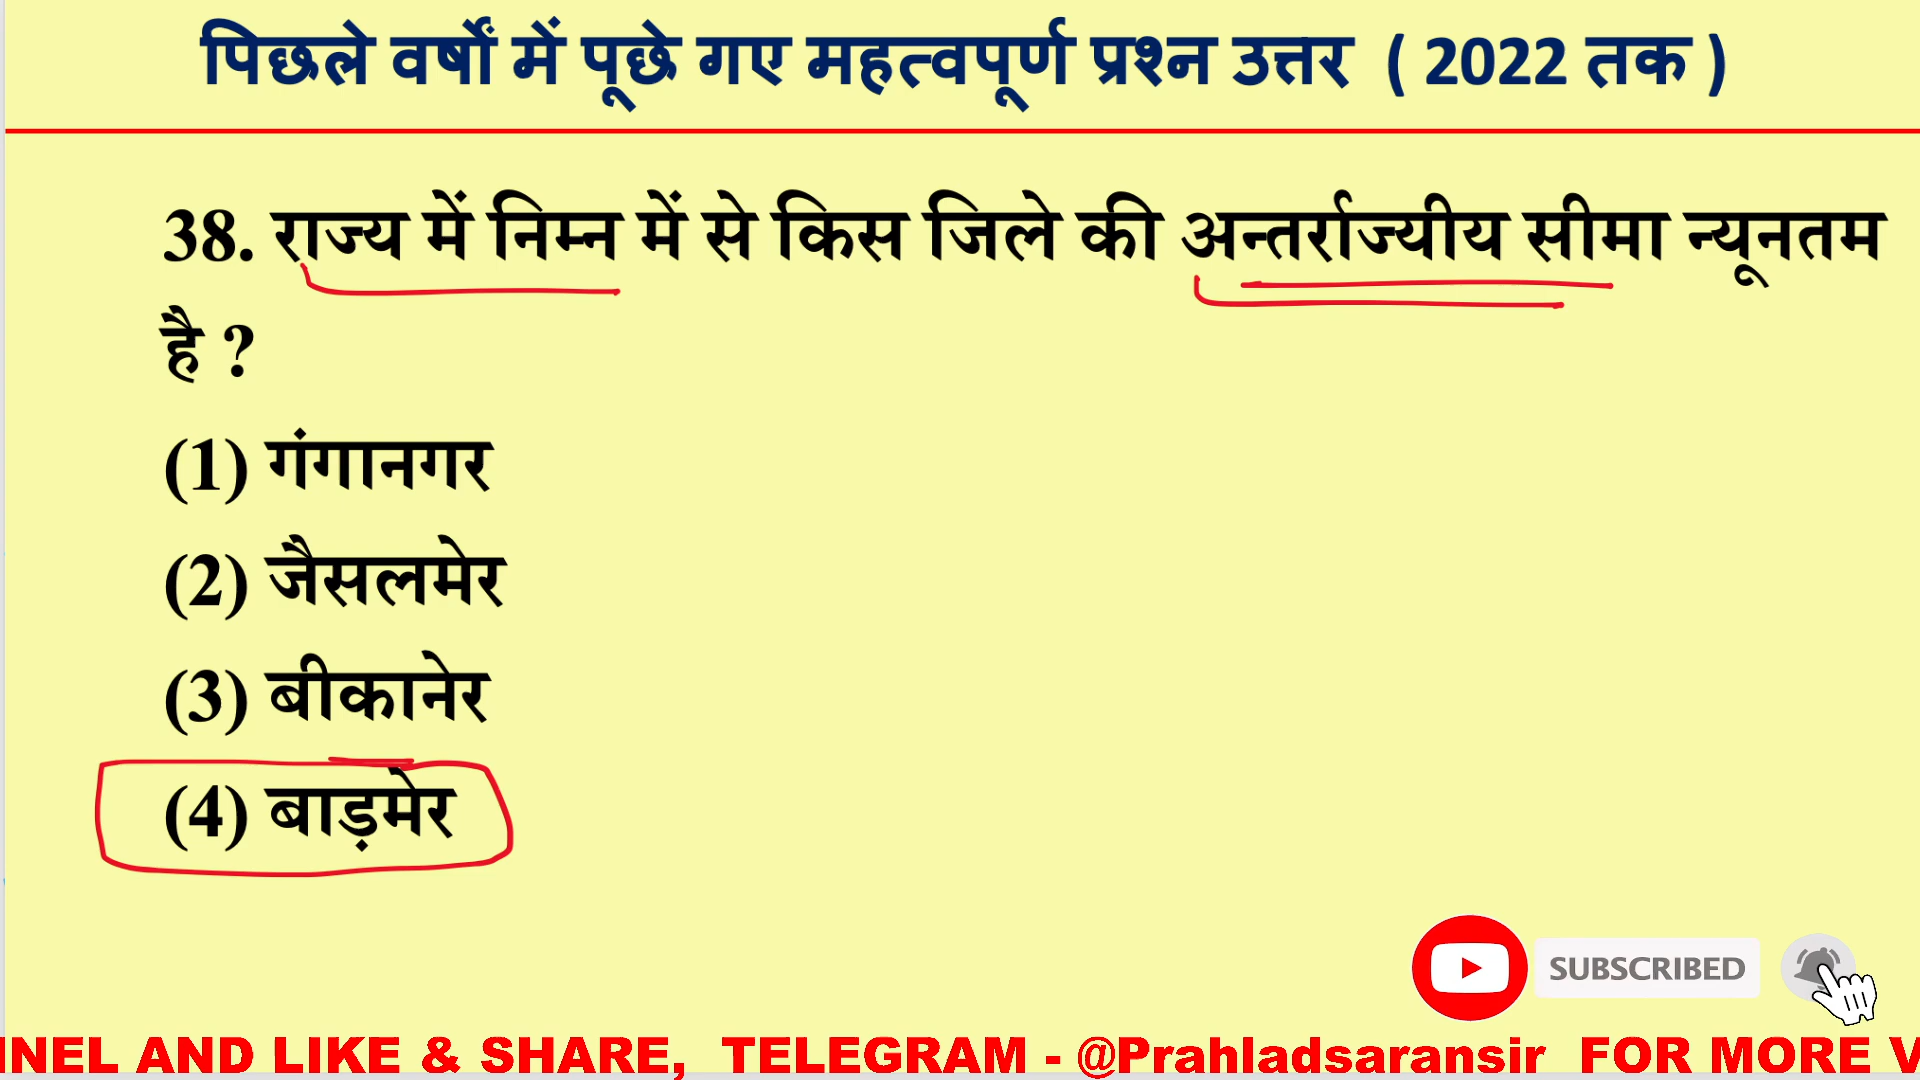 पिछले वर्षों में पूछे गए महत्वपूर्ण प्रश्न उत्तर ( 2022 तक )
38. राज्य में निम्न में से किस जिले की अन्तर्राज्यीय सीमा न्यूनतम
है ?
(1) गंगानगर
(2) जैसलमेर
(3) बीकानेर
(4) बाड़मेर
SUBSCRIBED
NNEL AND LIKE & SHARE, TELEGRAM - @Prahladsaransir FOR MORE V